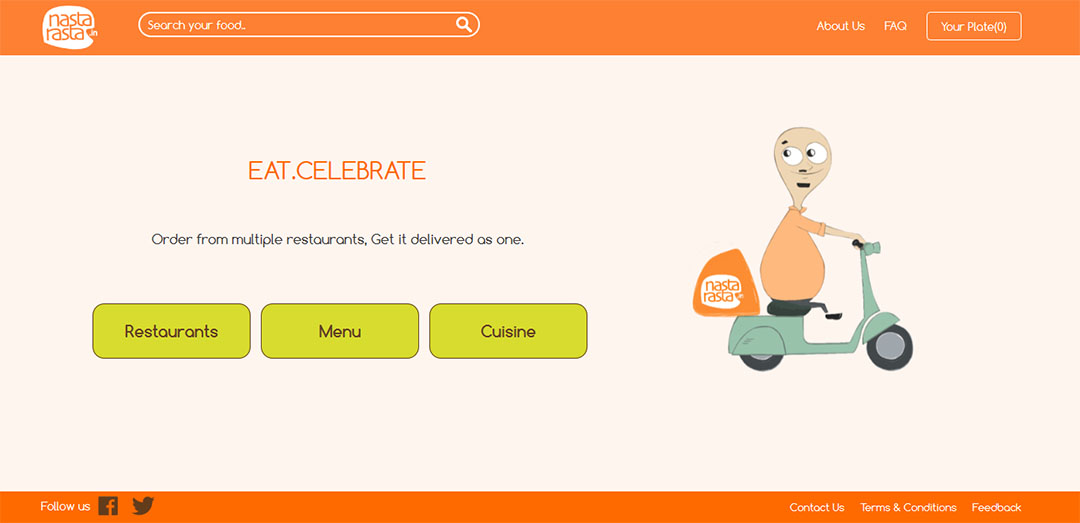 nasta
rasta.in
Search your food..
About Us
FAQ
Your Plate(0)
EAT.CELEBRATE
Order from multiple restaurants, Get it delivered as one.
Restaurants
Menu
Cuisine
nasta
rasta.in
Follow us
Contact Us
Terms & Conditions
Feedback